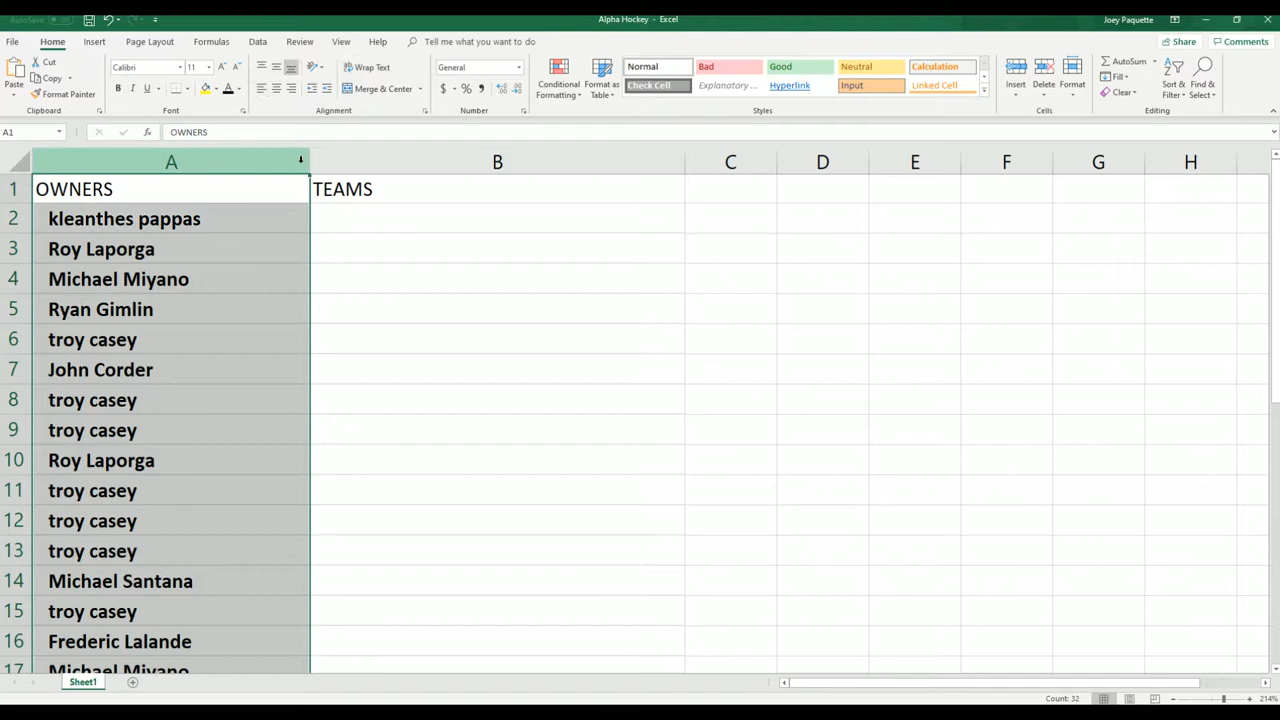 AutoSave Off
Alpha Hockey - Excel
Joey Paquette
File Home Insert Page Layout Formulas Data Review View Help Tell me what you want to do
Share Comments
Cut
Copy
Format Painter
Paste
Clipboard
Calibri 11
B I U
Font
Wrap Text
Merge & Center
Alignment
General
$ % ,
Number
Conditional Formatting
Format as Table
Normal Bad Good Neutral Calculation
Check Cell Explanatory ... Hyperlink Input Linked Cell
Styles
Insert Delete Format
Cells
AutoSum
Fill
Clear
Sort & Filter
Find & Select
Editing
A1 fx OWNERS
A B C D E F G H
1 OWNERS TEAMS
2 kleanthes pappas
3 Roy Laporga
4 Michael Miyano
5 Ryan Gimlin
6 troy casey
7 John Corder
8 troy casey
9 troy casey
10 Roy Laporga
11 troy casey
12 troy casey
13 troy casey
14 Michael Santana
15 troy casey
16 Frederic Lalande
17 Michael Miyano
Sheet1
Count: 32
214%